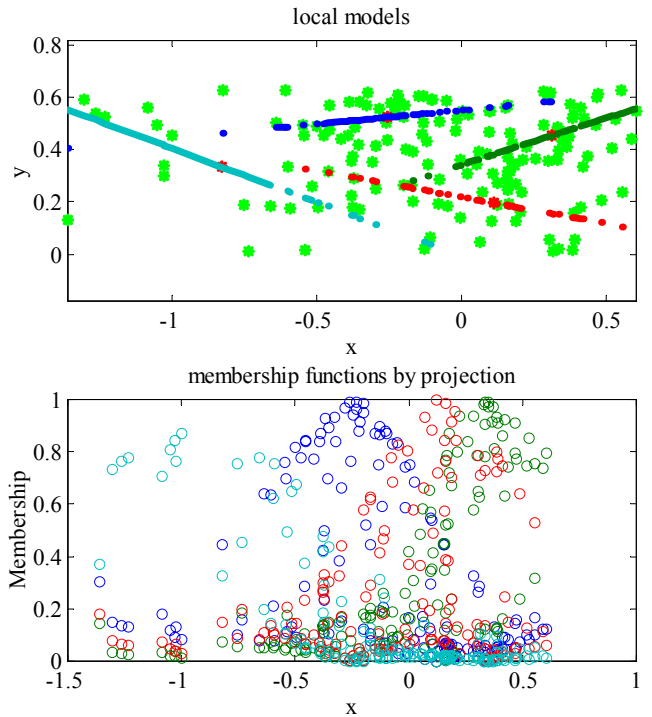 local models
0.8
0.6
0.4
0.2
0
y
-1 -0.5 0 0.5
x
membership functions by projection
1
0.8
0.6
0.4
0.2
0
Membership
-1.5 -1 -0.5 0 0.5 1
x